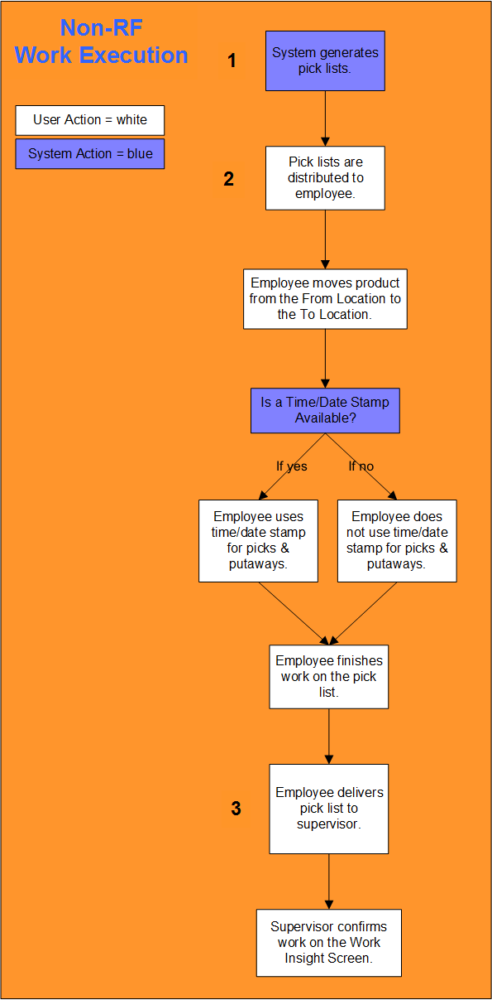 Non-RF
Work Execution
User Action = white
System Action = blue
1
System generates
pick lists.
2
Pick lists are
distributed to
employee.
Employee moves product
from the From Location to
the To Location.
Is a Time/Date Stamp
Available?
If yes
If no
Employee uses
time/date stamp
for picks &
putaways.
Employee does
not use time/date
stamp for picks &
putaways.
Employee finishes
work on the pick
list.
3
Employee delivers
pick list to
supervisor.
Supervisor confirms
work on the Work
Insight Screen.